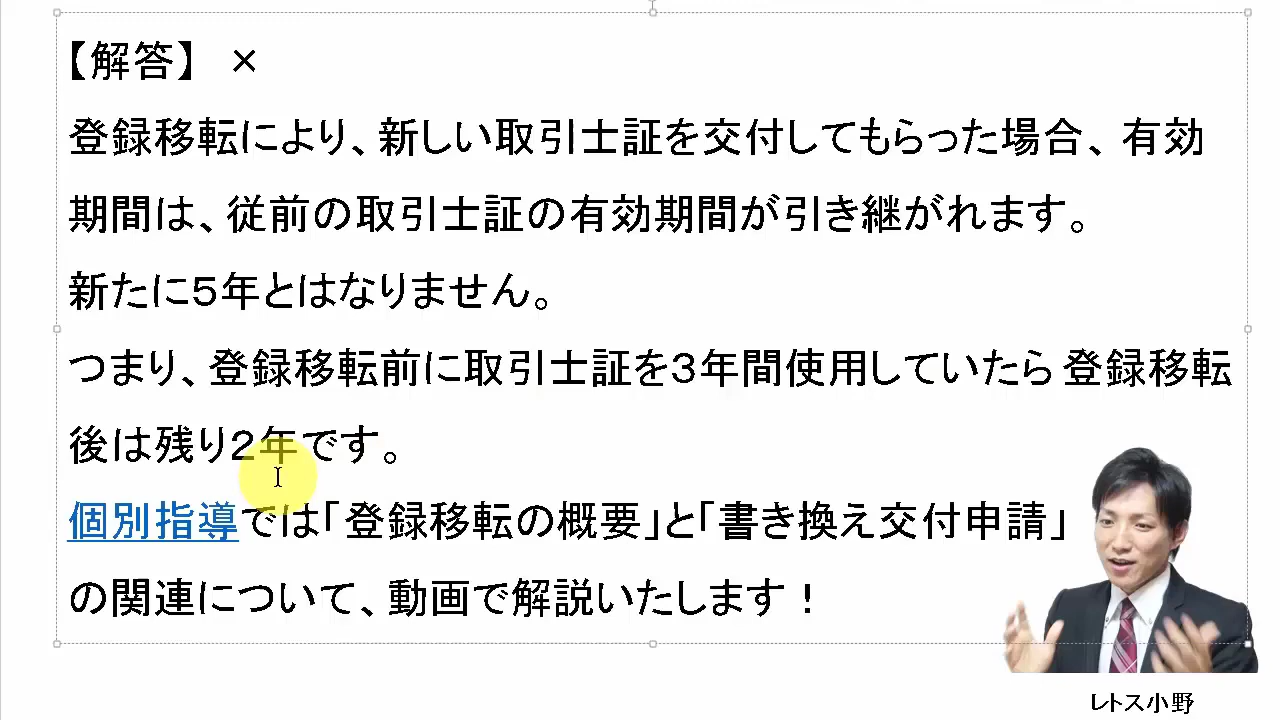 【解答】 ×
登録移転により、新しい取引士証を交付してもらった場合、有効
期間は、従前の取引士証の有効期間が引き継がれます。
新たに５年とはなりません。
つまり、登録移転前に取引士証を３年間使用していたら登録移転
後は残り２年です。
個別指導では「登録移転の概要」と「書き換え交付申請」
の関連について、動画で解説いたします！
レトス小野